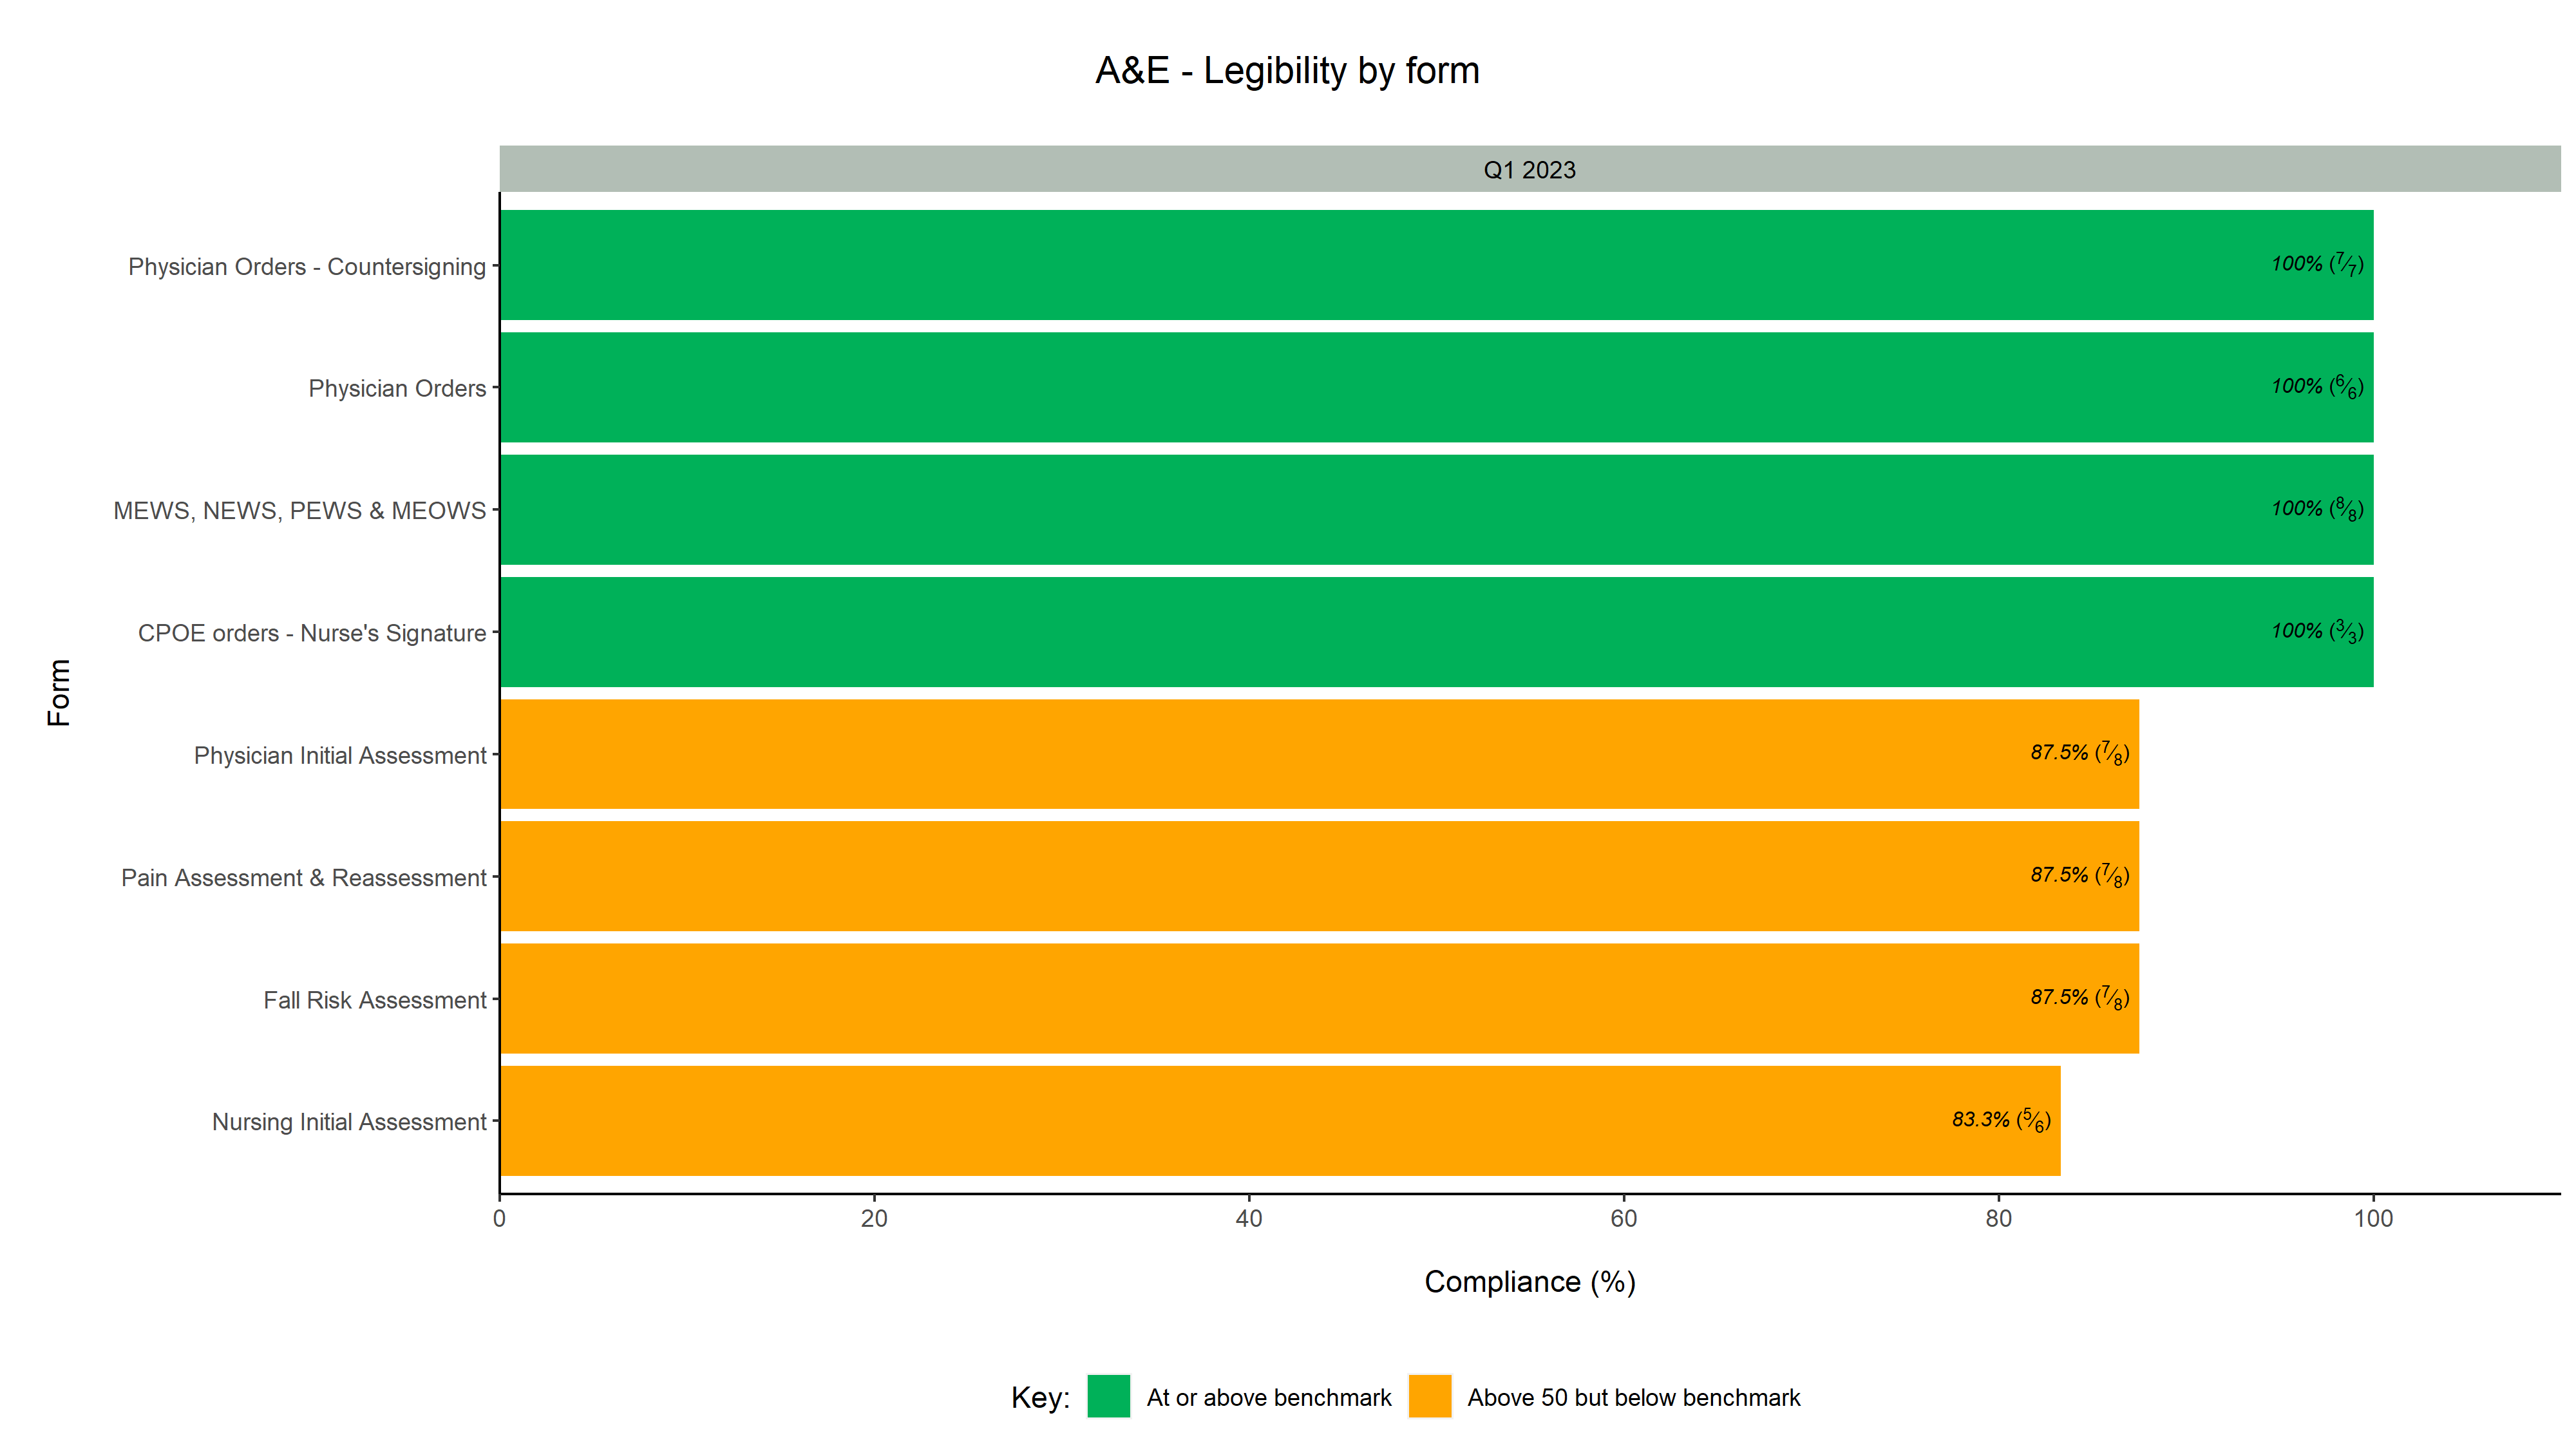 A&E - Legibility by form
Q1 2023
Physician Orders - Countersigning
100% (7⁄7)
Physician Orders
100% (6⁄6)
MEWS, NEWS, PEWS & MEOWS
100% (8⁄8)
CPOE orders - Nurse's Signature
100% (3⁄3)
Physician Initial Assessment
87.5% (7⁄8)
Pain Assessment & Reassessment
87.5% (7⁄8)
Fall Risk Assessment
87.5% (7⁄8)
Nursing Initial Assessment
83.3% (5⁄6)
Form
0 20 40 60 80 100
Compliance (%)
Key: At or above benchmark Above 50 but below benchmark